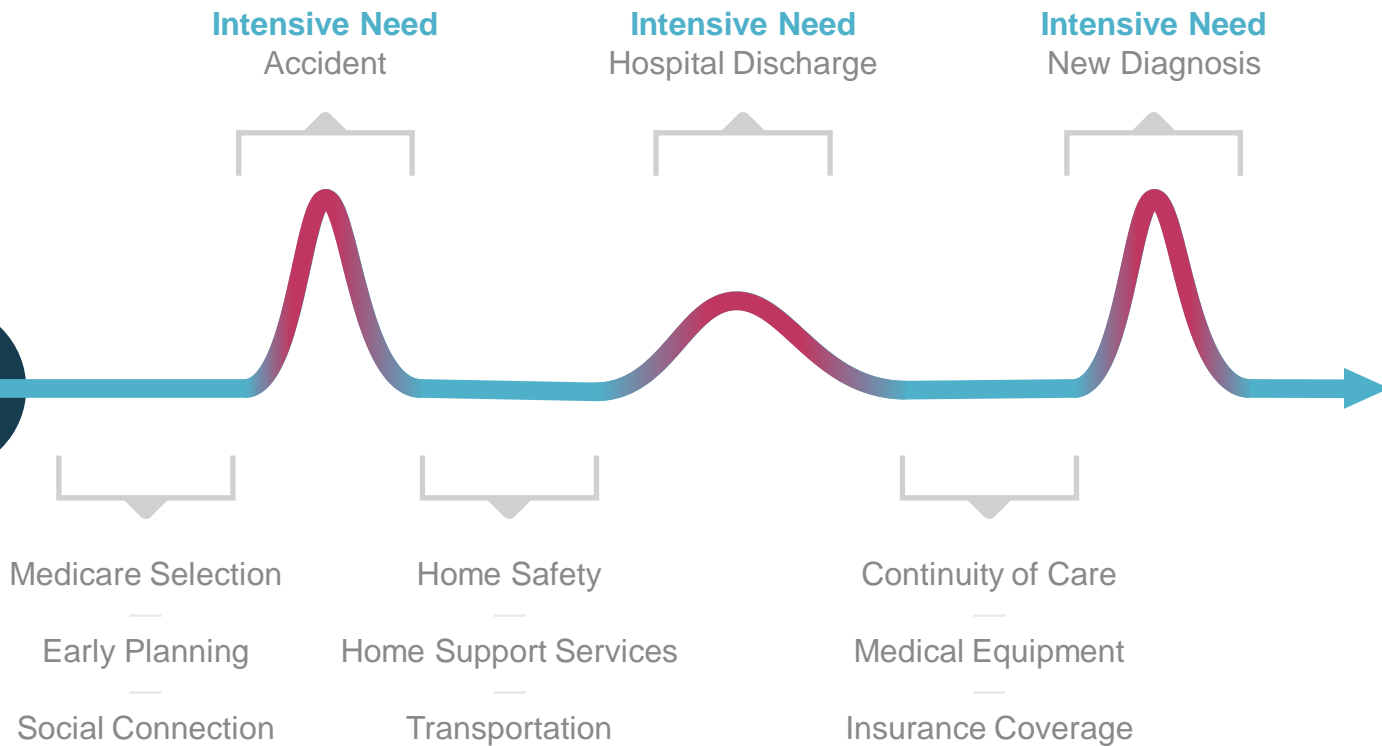 Intensive Need
Accident
Intensive Need
Hospital Discharge
Intensive Need
New Diagnosis
Medicare Selection
Early Planning
Social Connection
Home Safety
Home Support Services
Transportation
Continuity of Care
Medical Equipment
Insurance Coverage